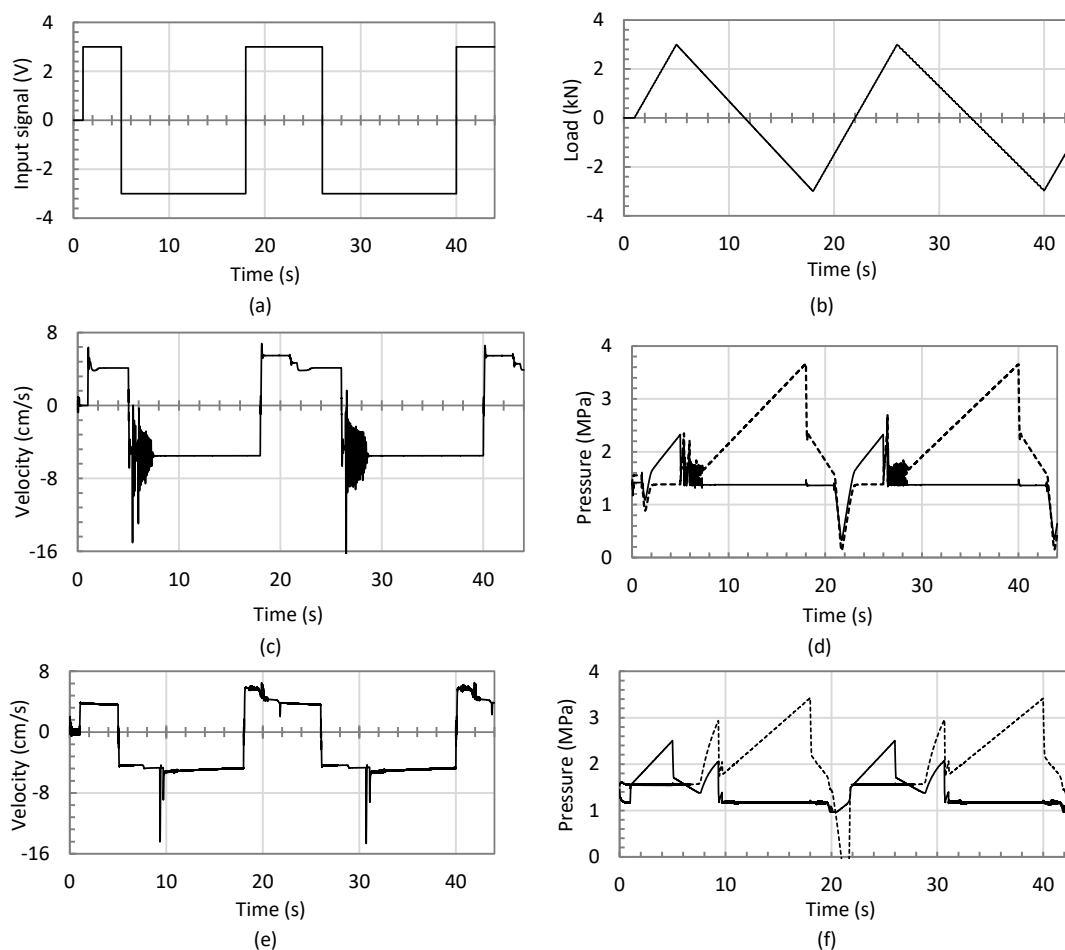 4
2
0
-2
-4
Input signal (V)
0 10 20 30 40
Time (s)
(a)
4
2
0
-2
-4
Load (kN)
0 10 20 30 40
Time (s)
(b)
8
0
-8
-16
Velocity (cm/s)
0 10 20 30 40
Time (s)
(c)
4
3
2
1
0
Pressure (MPa)
0 10 20 30 40
Time (s)
(d)
8
0
-8
-16
Velocity (cm/s)
0 10 20 30 40
Time (s)
(e)
4
3
2
1
0
Pressure (MPa)
0 10 20 30 40
Time (s)
(f)